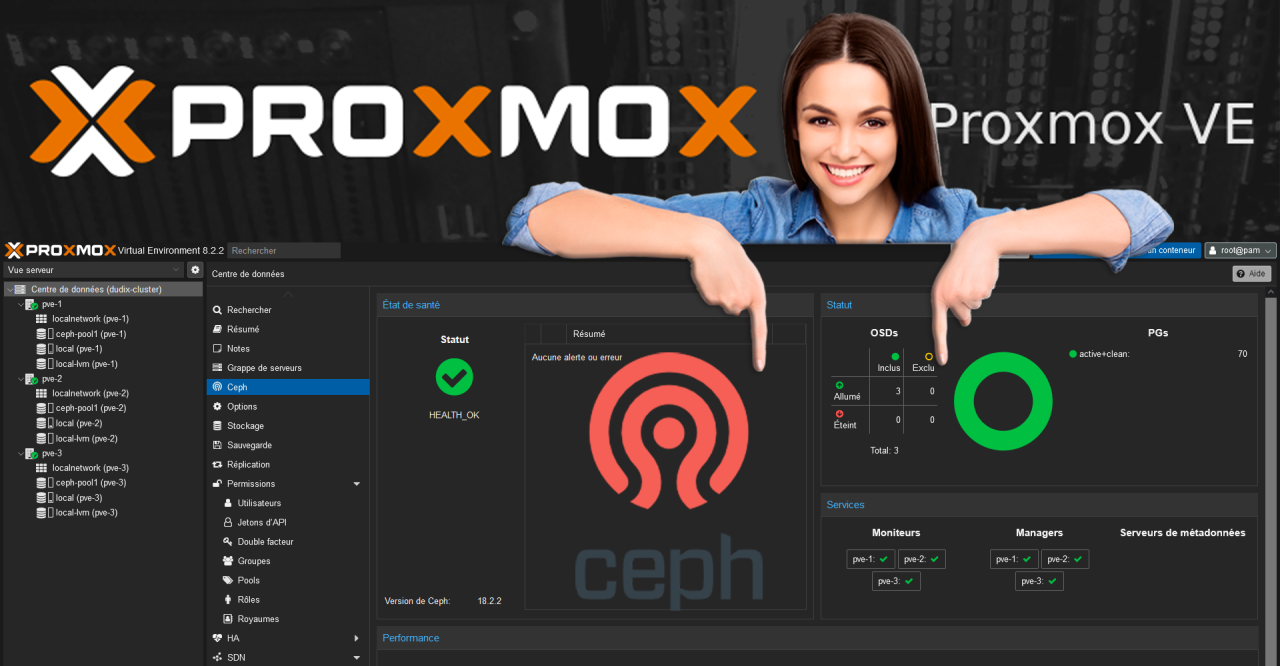 PROXMOX
Proxmox VE
PROXMOX Virtual Environment 8.2.2 Rechercher
un conteneur
root@pam
Vue serveur
Centre de données
Aide
Centre de données (dudix-cluster)
pve-1
localnetwork (pve-1)
ceph-pool1 (pve-1)
local (pve-1)
local-lvm (pve-1)
pve-2
localnetwork (pve-2)
ceph-pool1 (pve-2)
local (pve-2)
local-lvm (pve-2)
pve-3
localnetwork (pve-3)
ceph-pool1 (pve-3)
local (pve-3)
local-lvm (pve-3)
Rechercher
Résumé
Notes
Grappe de serveurs
Ceph
Options
Stockage
Sauvegarde
Réplication
Permissions
Utilisateurs
Jetons d'API
Double facteur
Groupes
Pools
Rôles
Royaumes
HA
SDN
État de santé
Statut
HEALTH_OK
Résumé
Aucune alerte ou erreur
ceph
Version de Ceph: 18.2.2
Statut
OSDs
Inclus Exclu
Allumé 3 0
Éteint 0 0
Total: 3
PGs
active+clean: 70
Services
Moniteurs
pve-1: pve-2:
pve-3:
Managers
pve-1: pve-2:
pve-3:
Serveurs de métadonnées
Performance